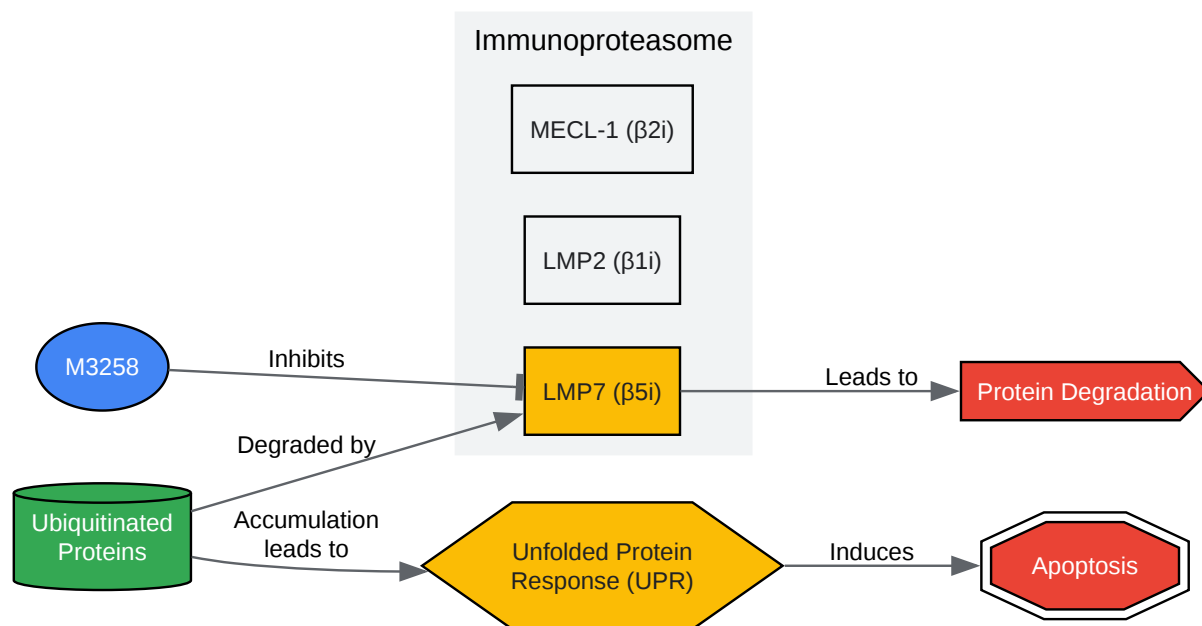 Immunoproteasome
MECL-1 (β2i)
LMP2 (β1i)
M3258
Inhibits
LMP7 (β5i)
Leads to
Protein Degradation
Degraded by
Ubiquitinated
Proteins
Accumulation
leads to
Unfolded Protein
Response (UPR)
Induces
Apoptosis